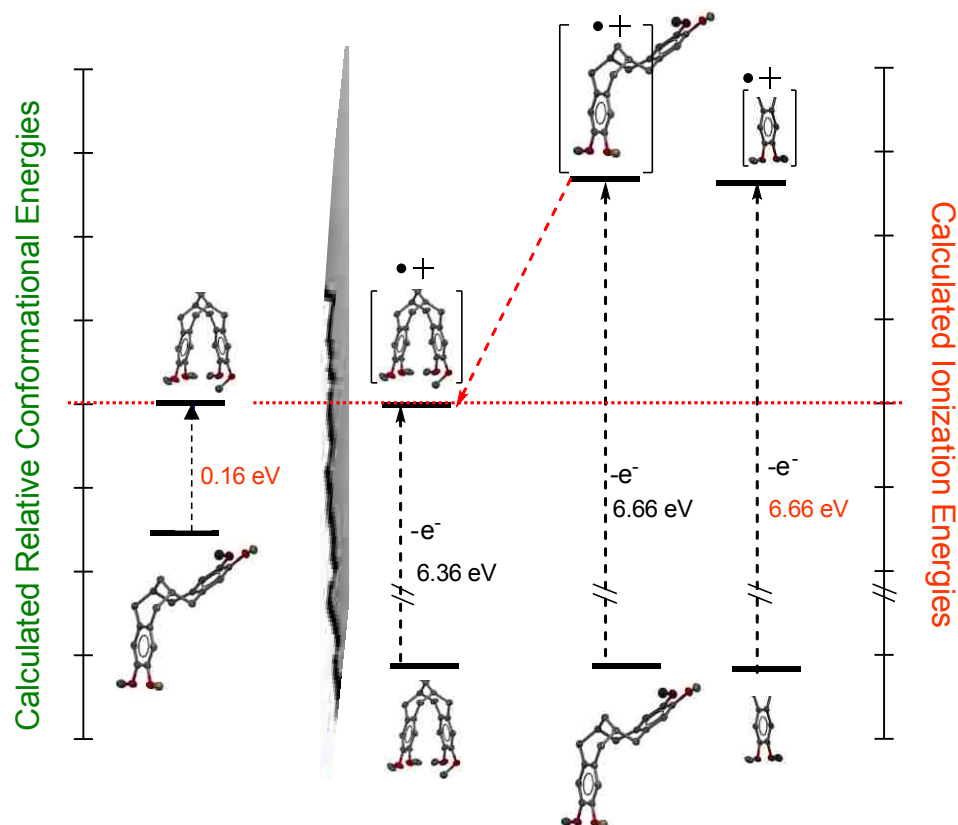 Calculated Relative Conformational Energies
0.16 eV
•+
-e-
6.36 eV
•+
-e-
6.66 eV
•+
-e-
6.66 eV
Calculated Ionization Energies